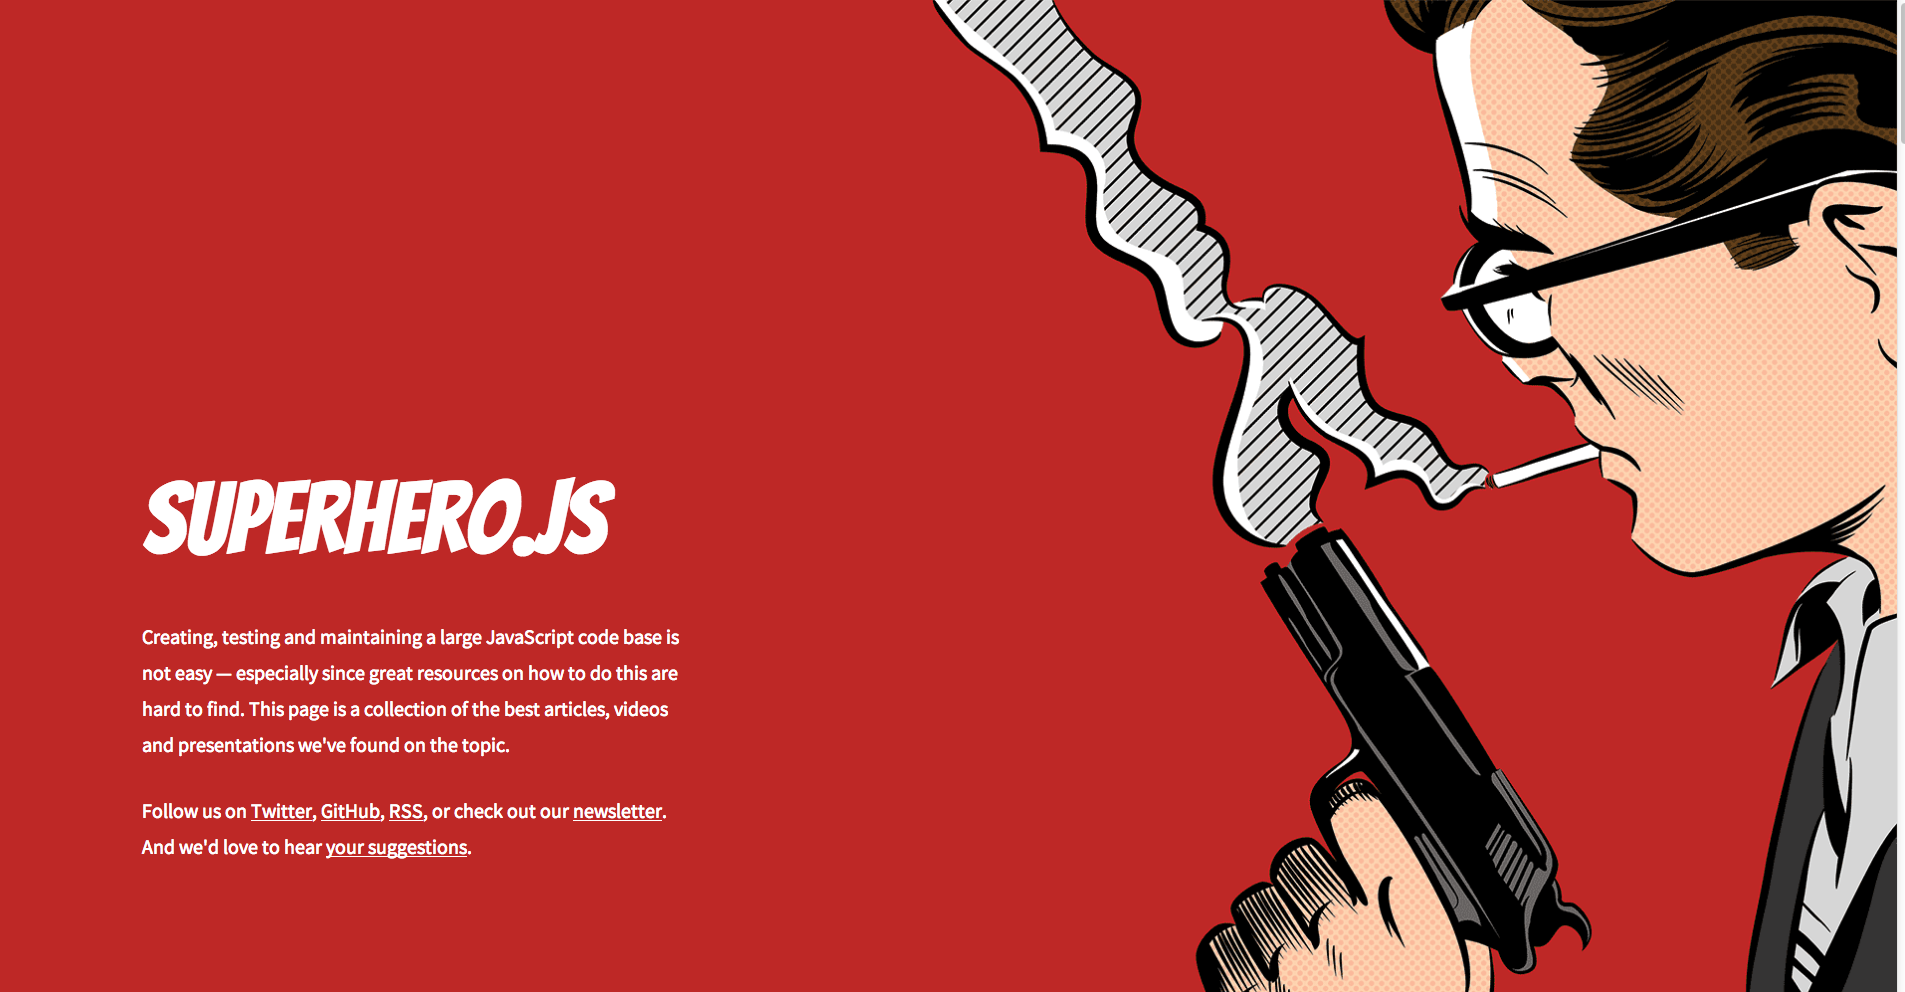 SUPERHERO.JS
Creating, testing and maintaining a large JavaScript code base is
not easy — especially since great resources on how to do this are
hard to find. This page is a collection of the best articles, videos
and presentations we've found on the topic.
Follow us on Twitter, GitHub, RSS, or check out our newsletter.
And we'd love to hear your suggestions.